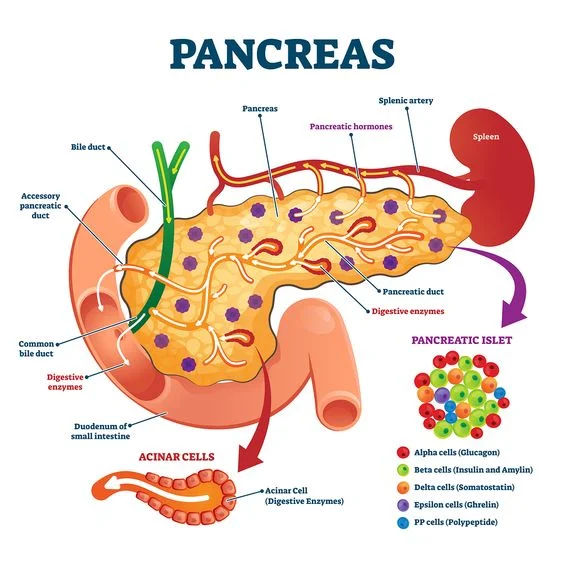 PANCREAS
Splenic artery
Pancreas
Pancreatic hormones
Spleen
Bile duct
Accessory
pancreatic
duct
Pancreatic duct
Digestive enzymes
Common
bile duct
Digestive
enzymes
Duodenum of
small intestine
PANCREATIC ISLET
ACINAR CELLS
Acinar Cell
(Digestive Enzymes)
Alpha cells (Glucagon)
Beta cells (Insulin and Amylin)
Delta cells (Somatostatin)
Epsilon cells (Ghrelin)
PP cells (Polypeptide)